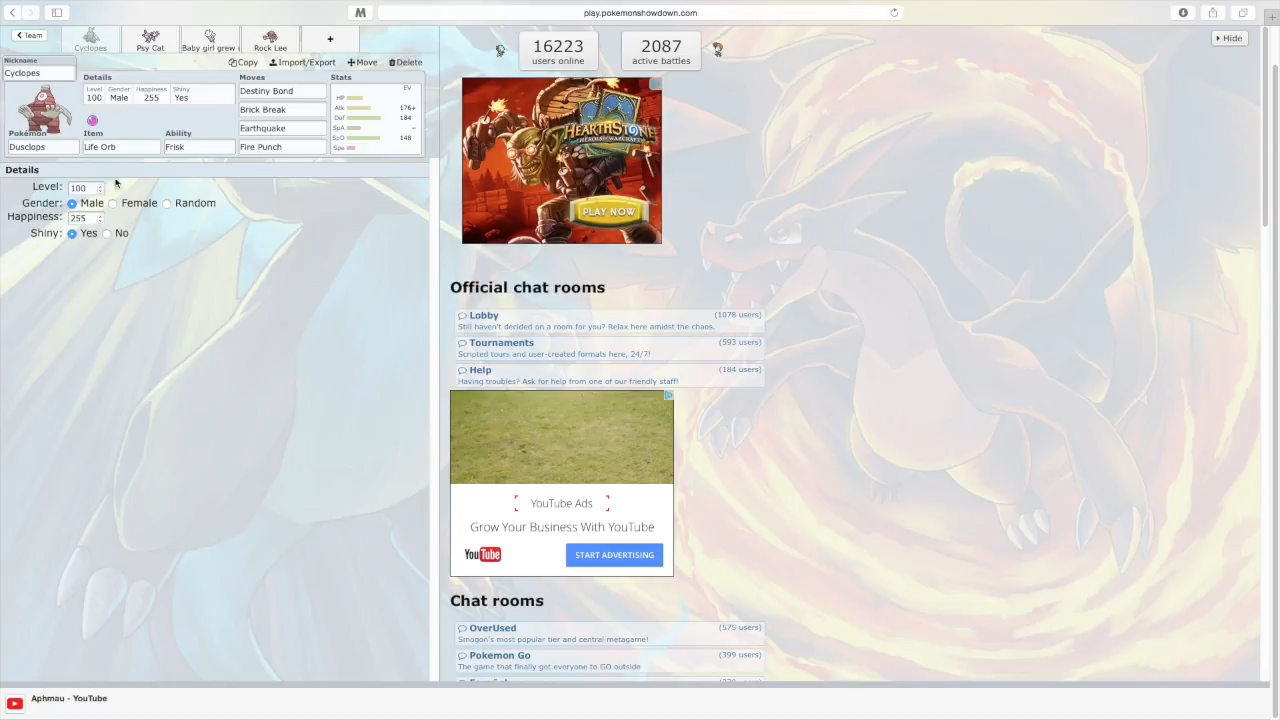 play.pokemonshowdown.com
Team
Cyclopes
Psy Cat
Baby girl grew
Rock Lee
+
Copy
Import/Export
Move
Delete
Nickname
Cyclopes
Details
Level
100
Gender
Male
Happiness
255
Shiny
Yes
Moves
Destiny Bond
Brick Break
Earthquake
Fire Punch
Stats
EV
HP
Atk 176+
Def 184
SpA –
SpD 148
Spe
Pokémon
Dusclops
Item
Life Orb
Ability
Frisk
Details
Level: 100
Gender: Male Female Random
Happiness: 255
Shiny: Yes No
16223
users online
2087
active battles
Hide
HEARTHSTONE
HEROES OF WARCRAFT
PLAY NOW
Official chat rooms
Lobby (1078 users)
Still haven't decided on a room for you? Relax here amidst the chaos.
Tournaments (593 users)
Scripted tours and user-created formats here, 24/7!
Help (184 users)
Having troubles? Ask for help from one of our friendly staff!
YouTube Ads
Grow Your Business With YouTube
YouTube
START ADVERTISING
Chat rooms
OverUsed (575 users)
Smogon's most popular tier and central metagame!
Pokemon Go (399 users)
The game that finally got everyone to GO outside
Aphmau - YouTube